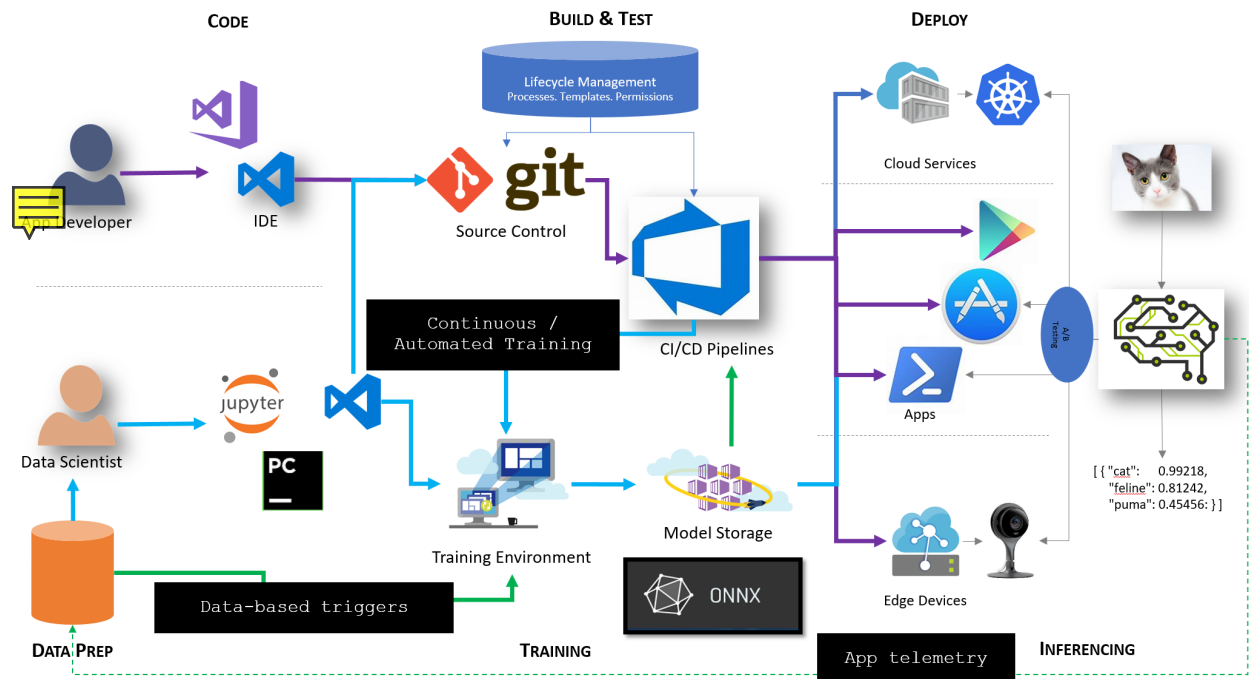 CODE
BUILD & TEST
DEPLOY
Lifecycle Management
Processes. Templates. Permissions
App Developer
IDE
git
Source Control
Cloud Services
Continuous /
Automated Training
CI/CD Pipelines
A/B
Testing
Apps
jupyter
Data Scientist
PC
[ { "cat": 0.99218,
"feline": 0.81242,
"puma": 0.45456: } ]
Training Environment
Model Storage
ONNX
Edge Devices
Data-based triggers
DATA PREP
TRAINING
App telemetry
INFERENCING